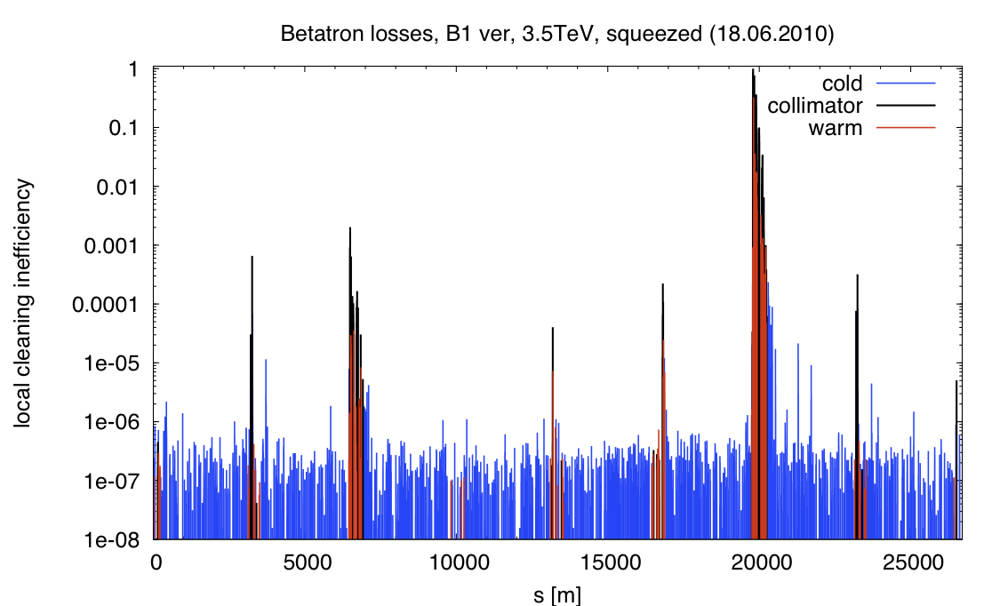 Betatron losses, B1 ver, 3.5TeV, squeezed (18.06.2010)
cold
collimator
warm
local cleaning inefficiency
1
0.1
0.01
0.001
0.0001
1e-05
1e-06
1e-07
1e-08
0 5000 10000 15000 20000 25000
s [m]